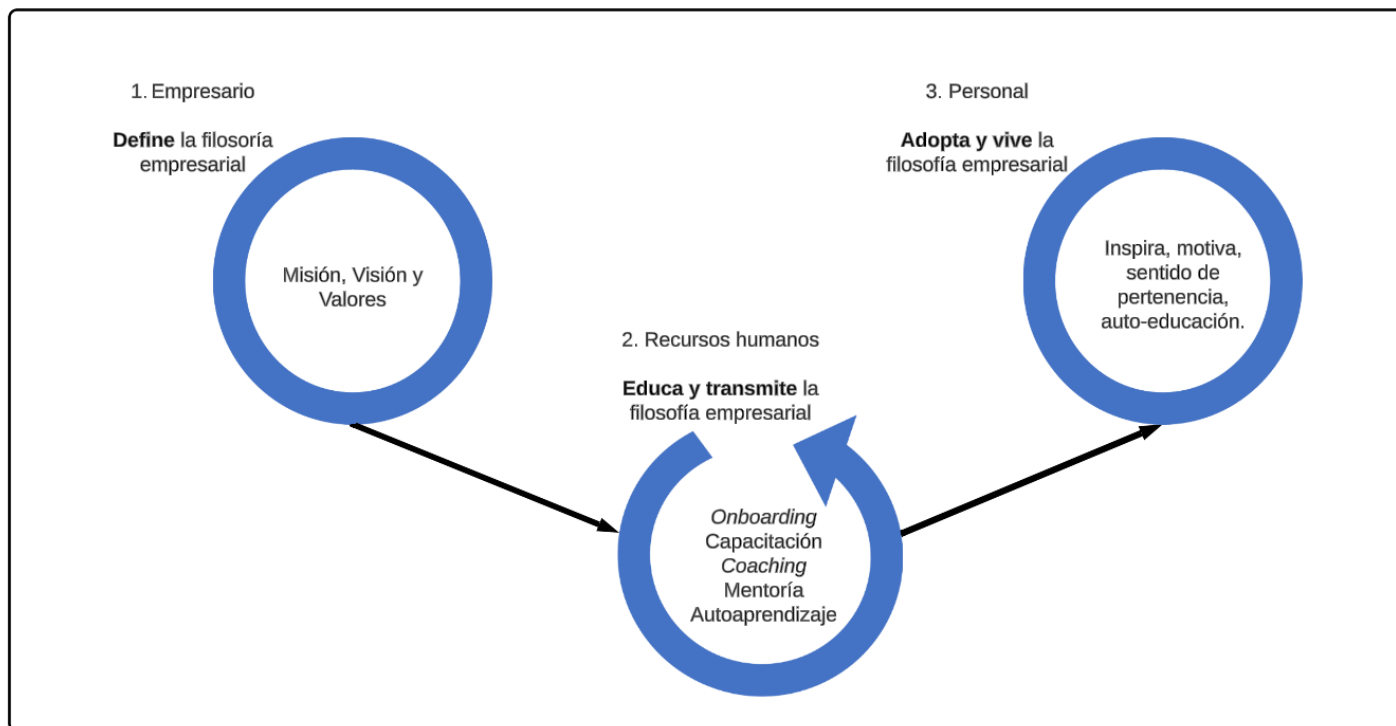 1. Empresario
Define la filosoría
empresarial
Misión, Visión y
Valores
2. Recursos humanos
Educa y transmite la
filosofía empresarial
Onboarding
Capacitación
Coaching
Mentoría
Autoaprendizaje
3. Personal
Adopta y vive la
filosofía empresarial
Inspira, motiva,
sentido de
pertenencia,
auto-educación.